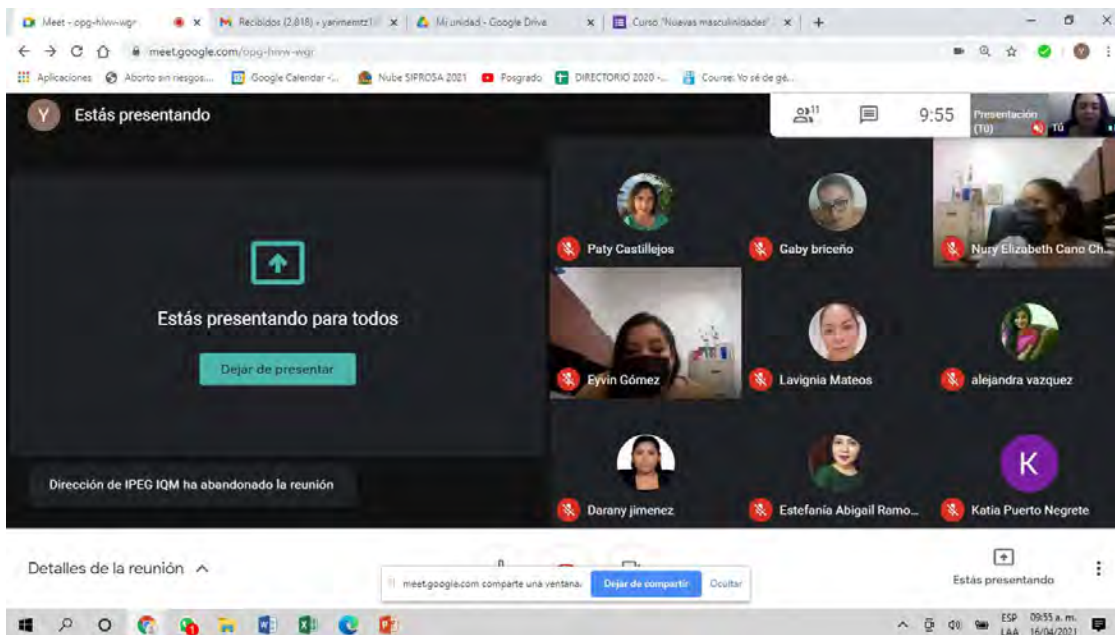 Meet - opg-hivw-wgr
Recibidos (2,818) - yarimemtz1
Mi unidad - Google Drive
Curso "Nuevas masculinidades"
meet.google.com/opg-hivw-wgr
Aplicaciones
Aborto sin riesgos...
Google Calendar -...
Nube SIPROSA 2021
Posgrado
DIRECTORIO 2020 -...
Course: Yo sé de gé...
Y
Estás presentando
11
9:55
Presentación
(Tú)
Tú
Estás presentando para todos
Dejar de presentar
Dirección de IPEG IQM ha abandonado la reunión
Paty Castillejos
Gaby briceño
Nury Elizabeth Cano Ch...
Eyvin Gómez
Lavignia Mateos
alejandra vazquez
Darany jimenez
Estefanía Abigail Ramo...
K
Katia Puerto Negrete
Detalles de la reunión
meet.google.com comparte una ventana.
Dejar de compartir
Ocultar
Estás presentando
ESP
LAA
09:55 a. m.
16/04/2021